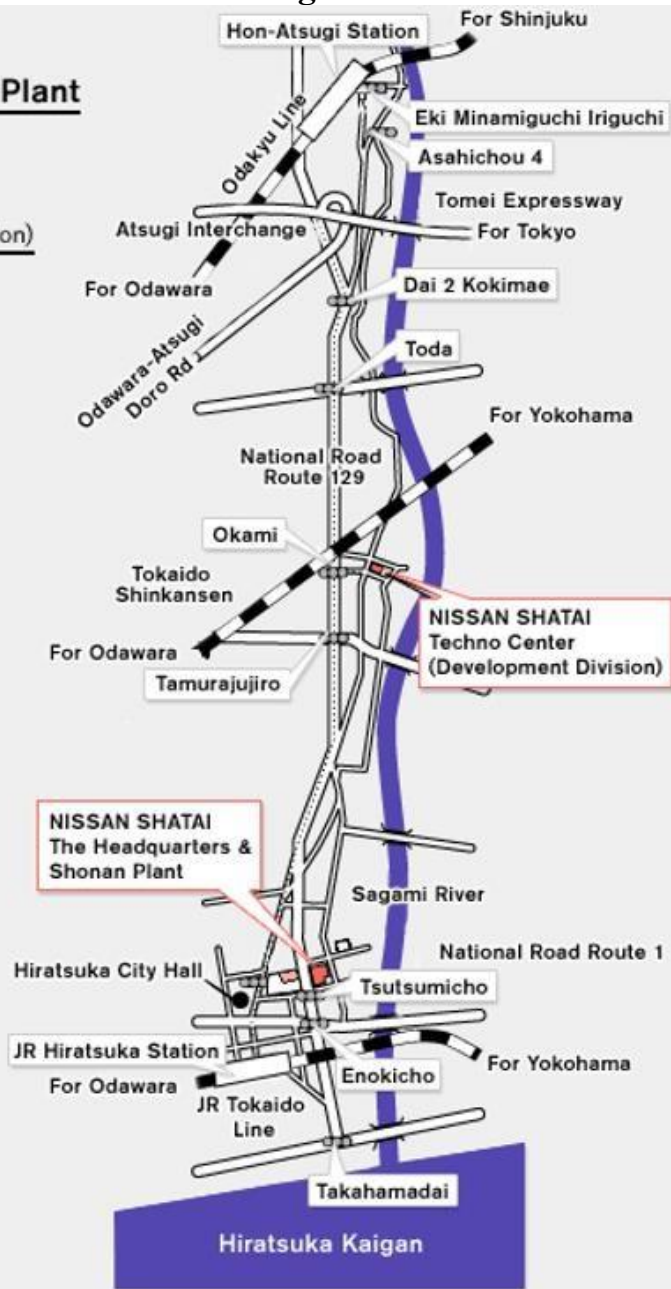 Hon-Atsugi Station
For Shinjuku
Plant
Eki Minamiguchi Iriguchi
Odakyu Line
Asahichou 4
Tomei Expressway
Atsugi Interchange
For Tokyo
on)
For Odawara
Dai 2 Kokimae
Odawara-Atsugi
Doro Rd
Toda
For Yokohama
National Road
Route 129
Okami
Tokaido
Shinkansen
NISSAN SHATAI
Techno Center
(Development Division)
For Odawara
Tamurajujiro
NISSAN SHATAI
The Headquarters &
Shonan Plant
Sagami River
National Road Route 1
Hiratsuka City Hall
Tsutsumicho
JR Hiratsuka Station
For Yokohama
Enokicho
For Odawara
JR Tokaido
Line
Takahamadai
Hiratsuka Kaigan